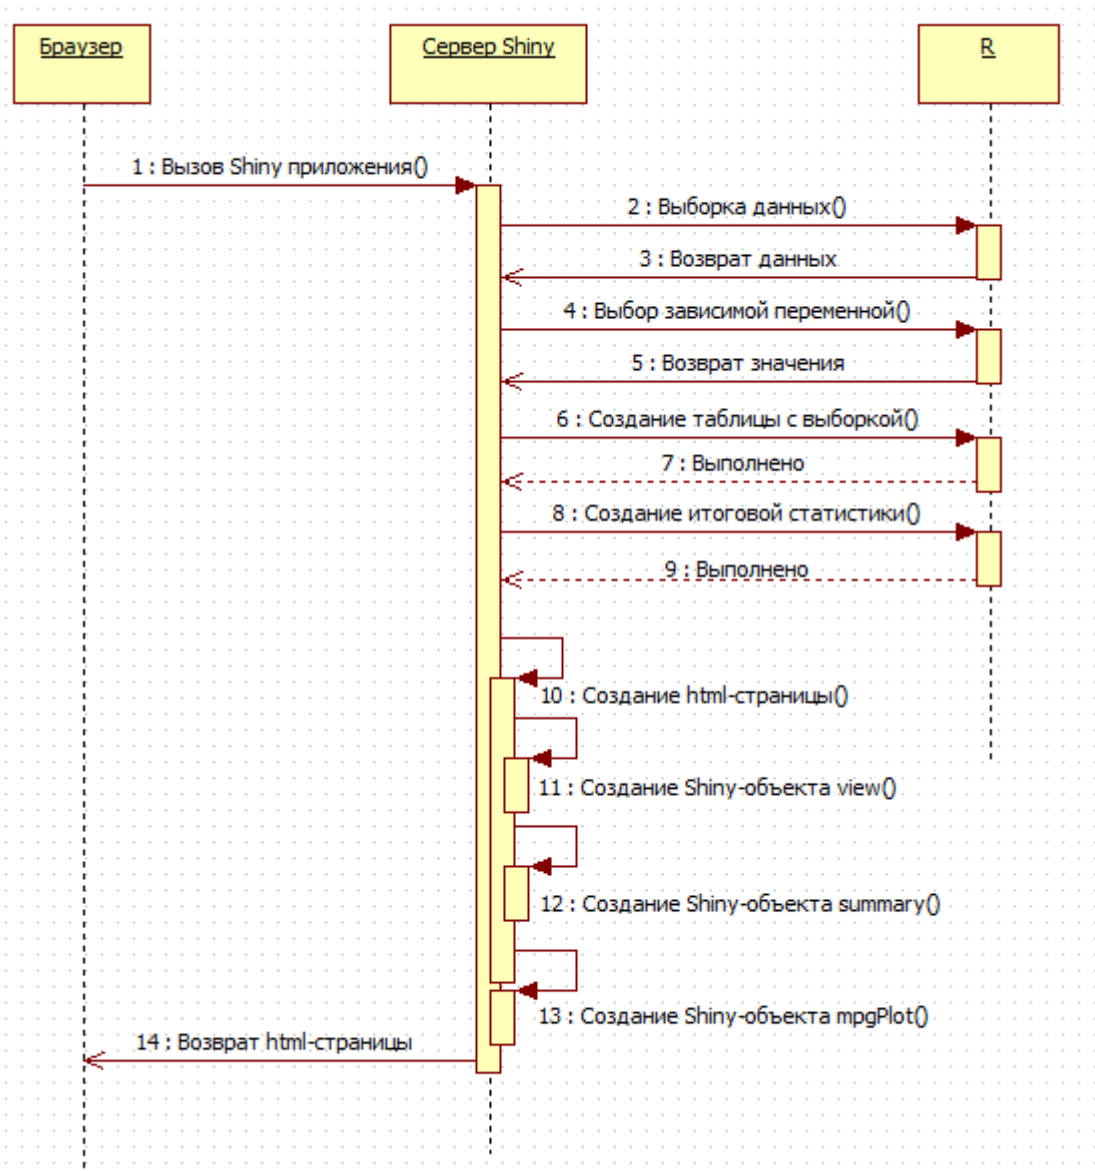 Браузер
Сервер Shiny
R
1 : Вызов Shiny приложения()
2 : Выборка данных()
3 : Возврат данных
4 : Выбор зависимой переменной()
5 : Возврат значения
6 : Создание таблицы с выборкой()
7 : Выполнено
8 : Создание итоговой статистики()
9 : Выполнено
10 : Создание html-страницы()
11 : Создание Shiny-объекта view()
12 : Создание Shiny-объекта summary()
13 : Создание Shiny-объекта mpgPlot()
14 : Возврат html-страницы